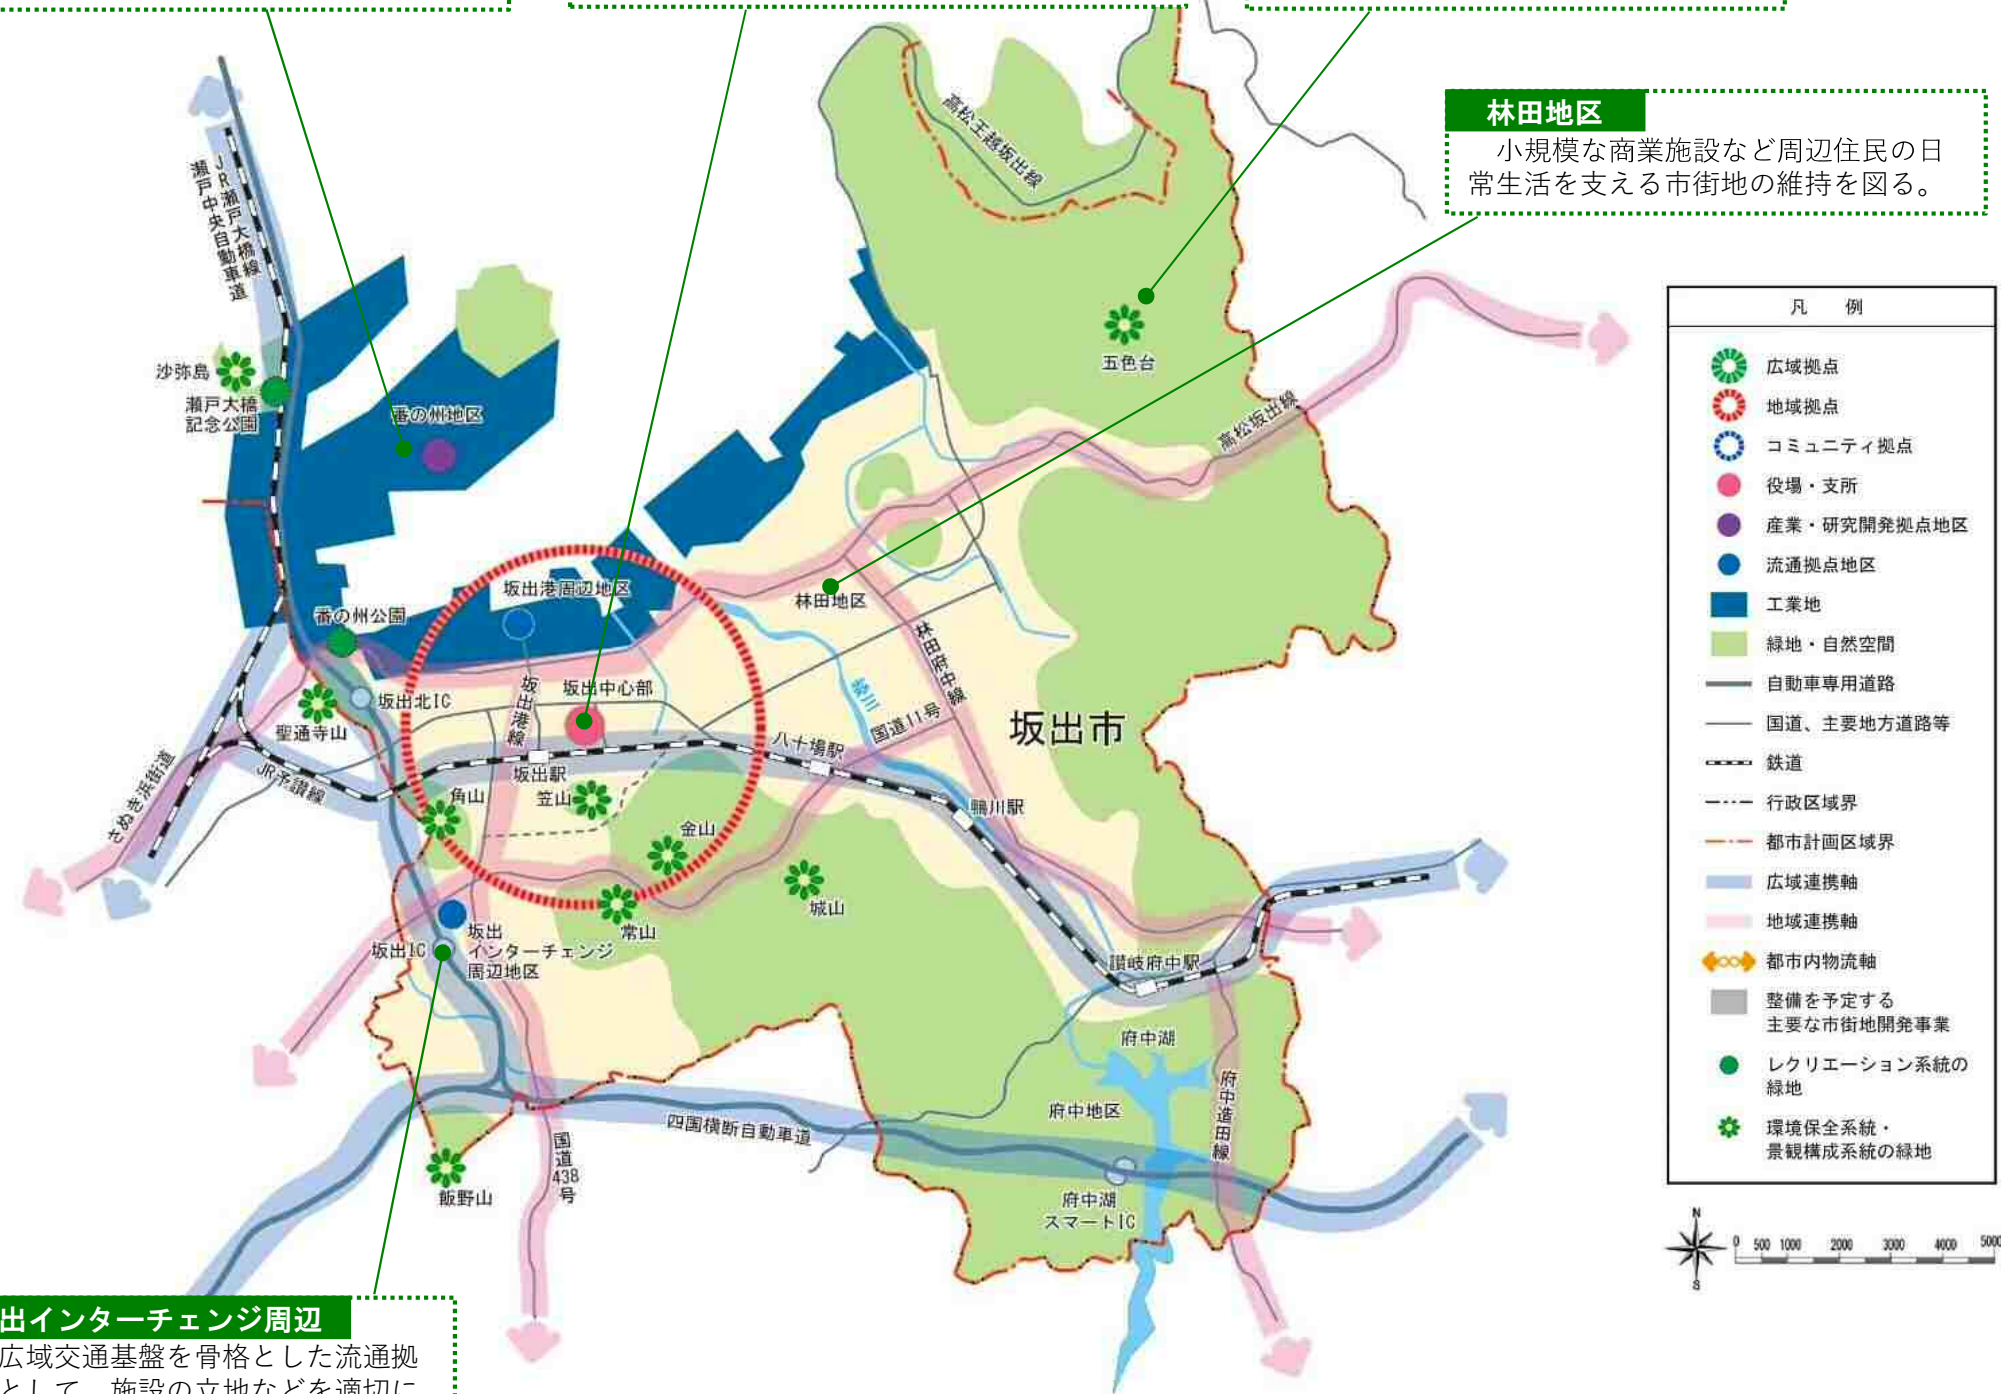 林田地区
小規模な商業施設など周辺住民の日
常生活を支える市街地の維持を図る。
高松王越坂出線
JR瀬戸大橋線
瀬戸中央自動車道
沙弥島
瀬戸大橋
記念公園
番の州地区
五色台
高松坂出線
坂出港周辺地区
番の州公園
林田地区
林田府中線
坂出北IC
坂出港線
坂出中心部
聖通寺山
さぬき浜街道
JR予讃線
坂出駅
角山
笠山
金山
八十場駅
国道11号
坂出市
鴨川駅
城山
常山
坂出IC
坂出
インターチェンジ
周辺地区
讃岐府中駅
府中湖
府中地区
府中造田線
四国横断自動車道
国道438号
飯野山
府中湖
スマートIC
凡 例
広域拠点
地域拠点
コミュニティ拠点
役場・支所
産業・研究開発拠点地区
流通拠点地区
工業地
緑地・自然空間
自動車専用道路
国道、主要地方道路等
鉄道
行政区域界
都市計画区域界
広域連携軸
地域連携軸
都市内物流軸
整備を予定する
主要な市街地開発事業
レクリエーション系統の
緑地
環境保全系統・
景観構成系統の緑地
N
S
0 500 1000 2000 3000 4000 5000
出インターチェンジ周辺
広域交通基盤を骨格とした流通拠
として、施設の立地などを適切に